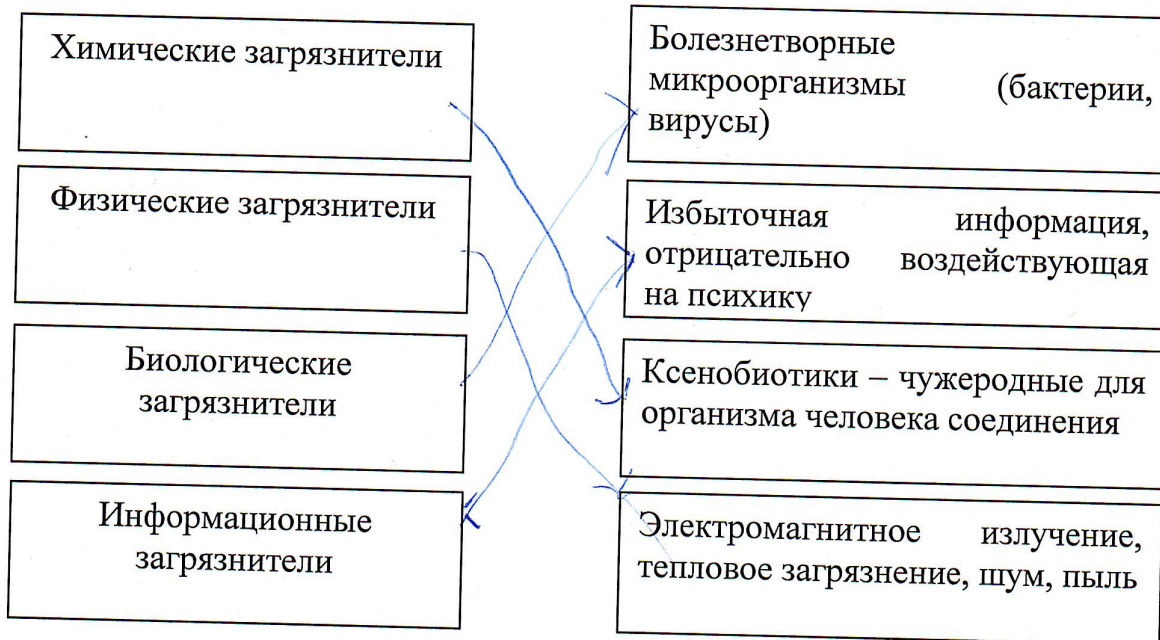 Химические загрязнители
Физические загрязнители
Биологические
загрязнители
Информационные
загрязнители
Болезнетворные
микроорганизмы (бактерии,
вирусы)
Избыточная информация,
отрицательно воздействующая
на психику
Ксенобиотики – чужеродные для
организма человека соединения
Электромагнитное излучение,
тепловое загрязнение, шум, пыль